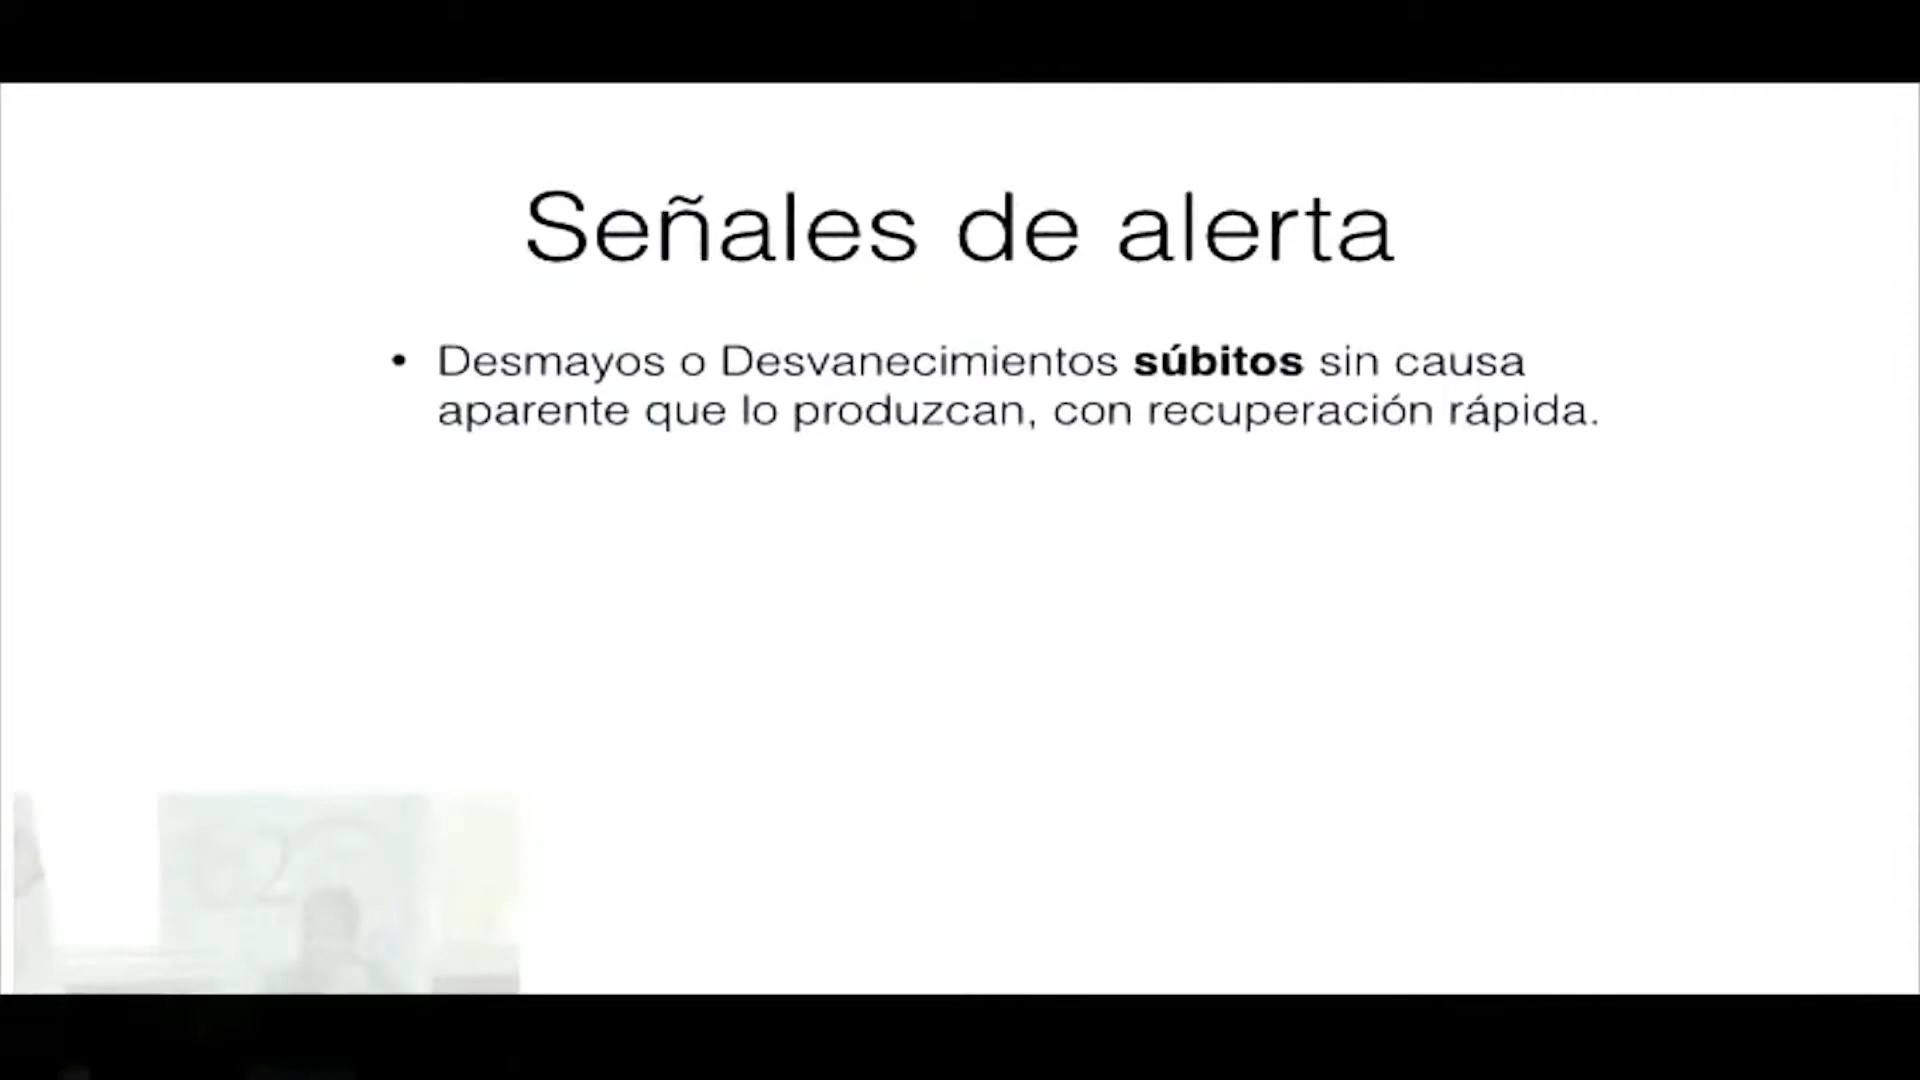 Señales de alerta
• Desmayos o Desvanecimientos súbitos sin causa
aparente que lo produzcan, con recuperación rápida.